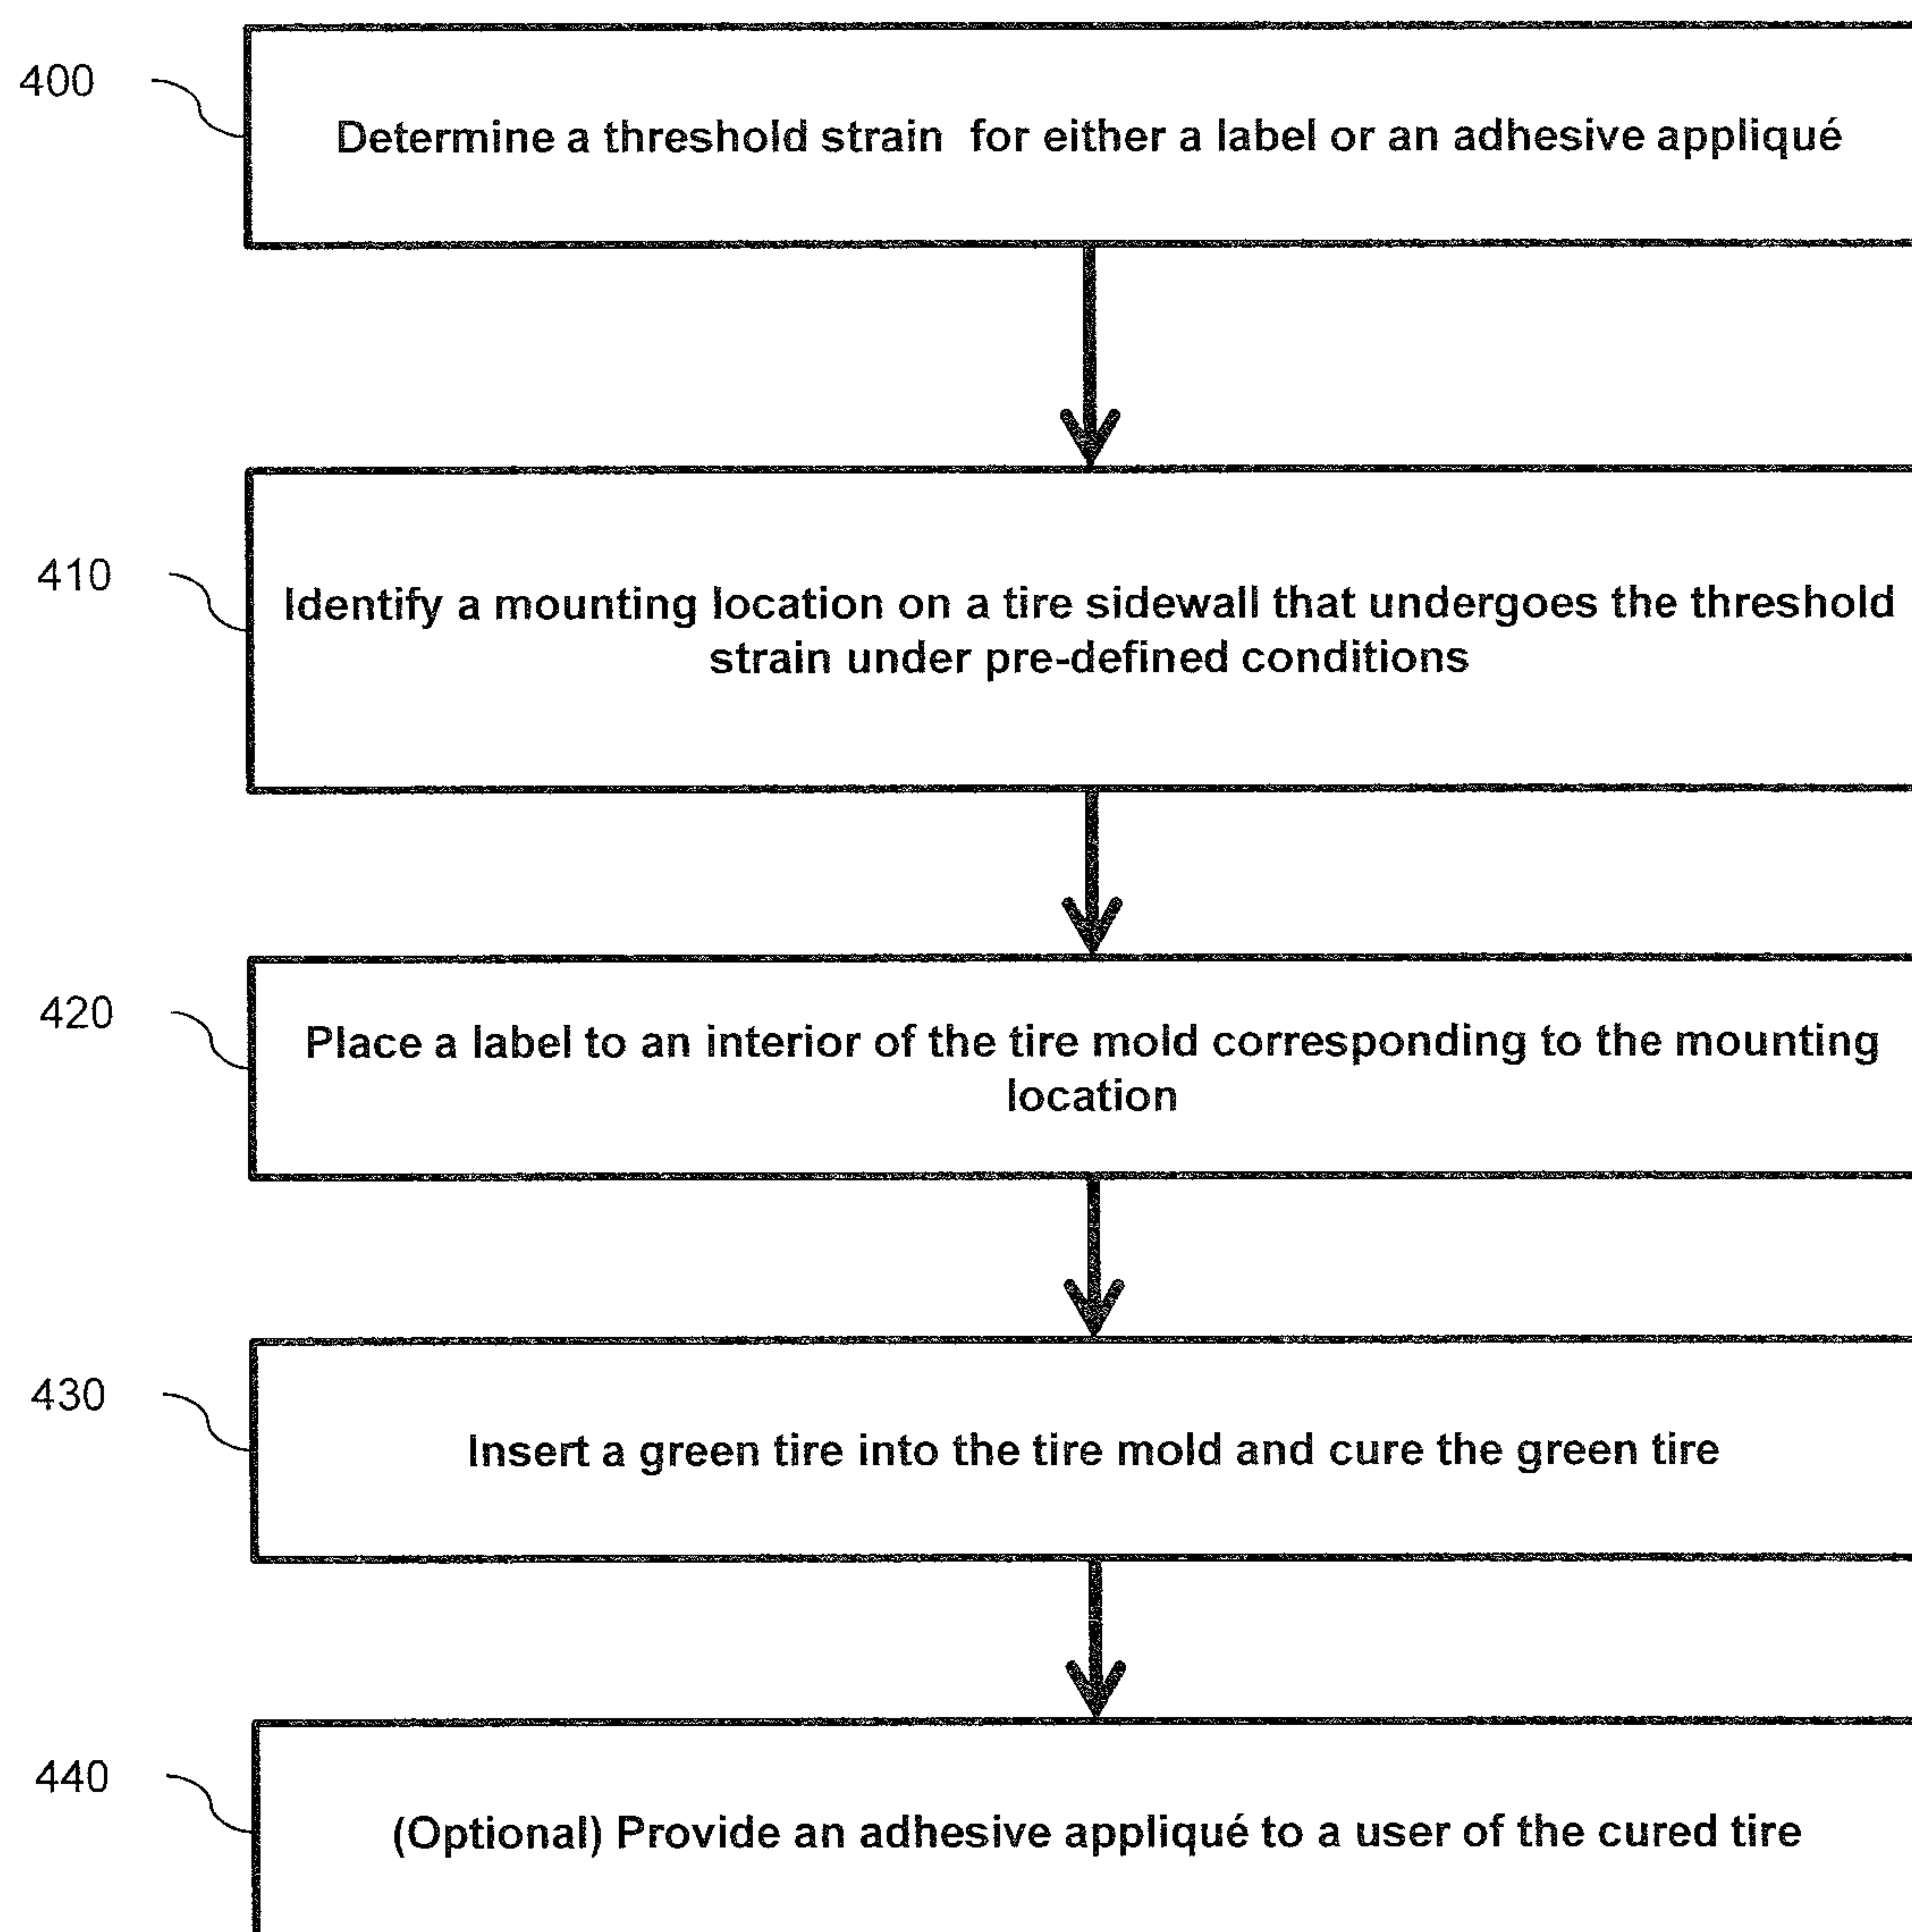 400
Determine a threshold strain for either a label or an adhesive appliqué
410
Identify a mounting location on a tire sidewall that undergoes the threshold
strain under pre-defined conditions
420
Place a label to an interior of the tire mold corresponding to the mounting
location
430
Insert a green tire into the tire mold and cure the green tire
440
(Optional) Provide an adhesive appliqué to a user of the cured tire